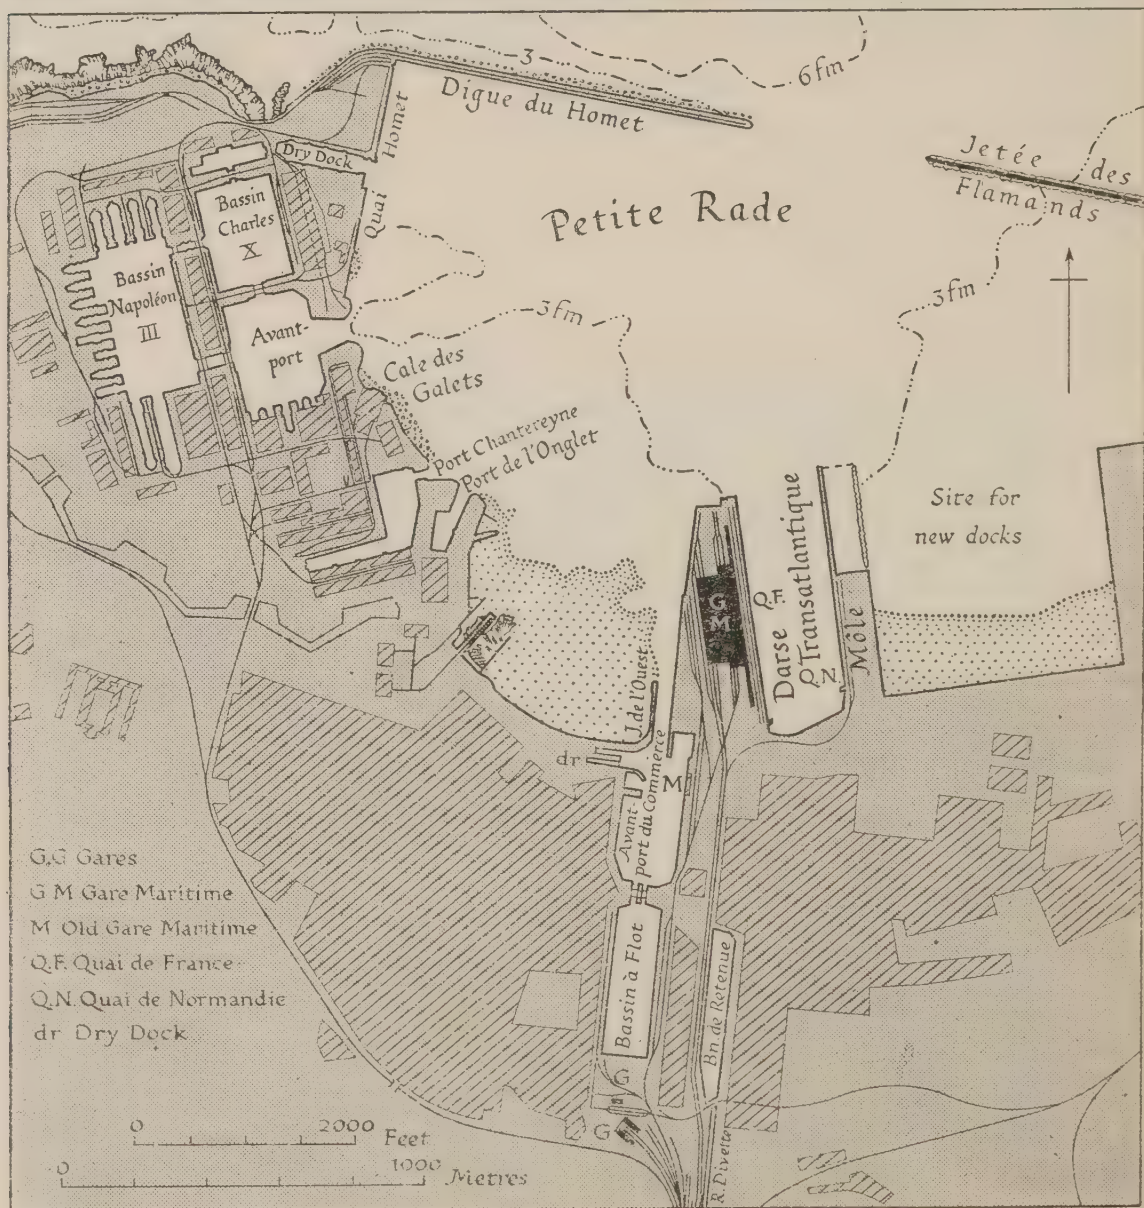 3
6fm
Digue du Homet
Jetée des
Flamands
Dry Dock
Homet
Quai
Bassin
Charles
X
Petite Rade
Bassin
Napoléon
III
3fm
3fm
Avant-
port
Cale des
Galets
Port Chantereyne
Port de l'Onglet
Site for
new docks
G
M
Q.F.
Darse
Transatlantique
Q.N.
Môle
J. de l'Ouest
dr
M
Avant-
port du Commerce
Bassin à Flot
Bn de Retenue
G
G
R. Divette
G,G Gares
G M Gare Maritime
M Old Gare Maritime
Q.F. Quai de France
Q.N. Quai de Normandie
dr Dry Dock
0 2000 Feet
0 1000 Metres